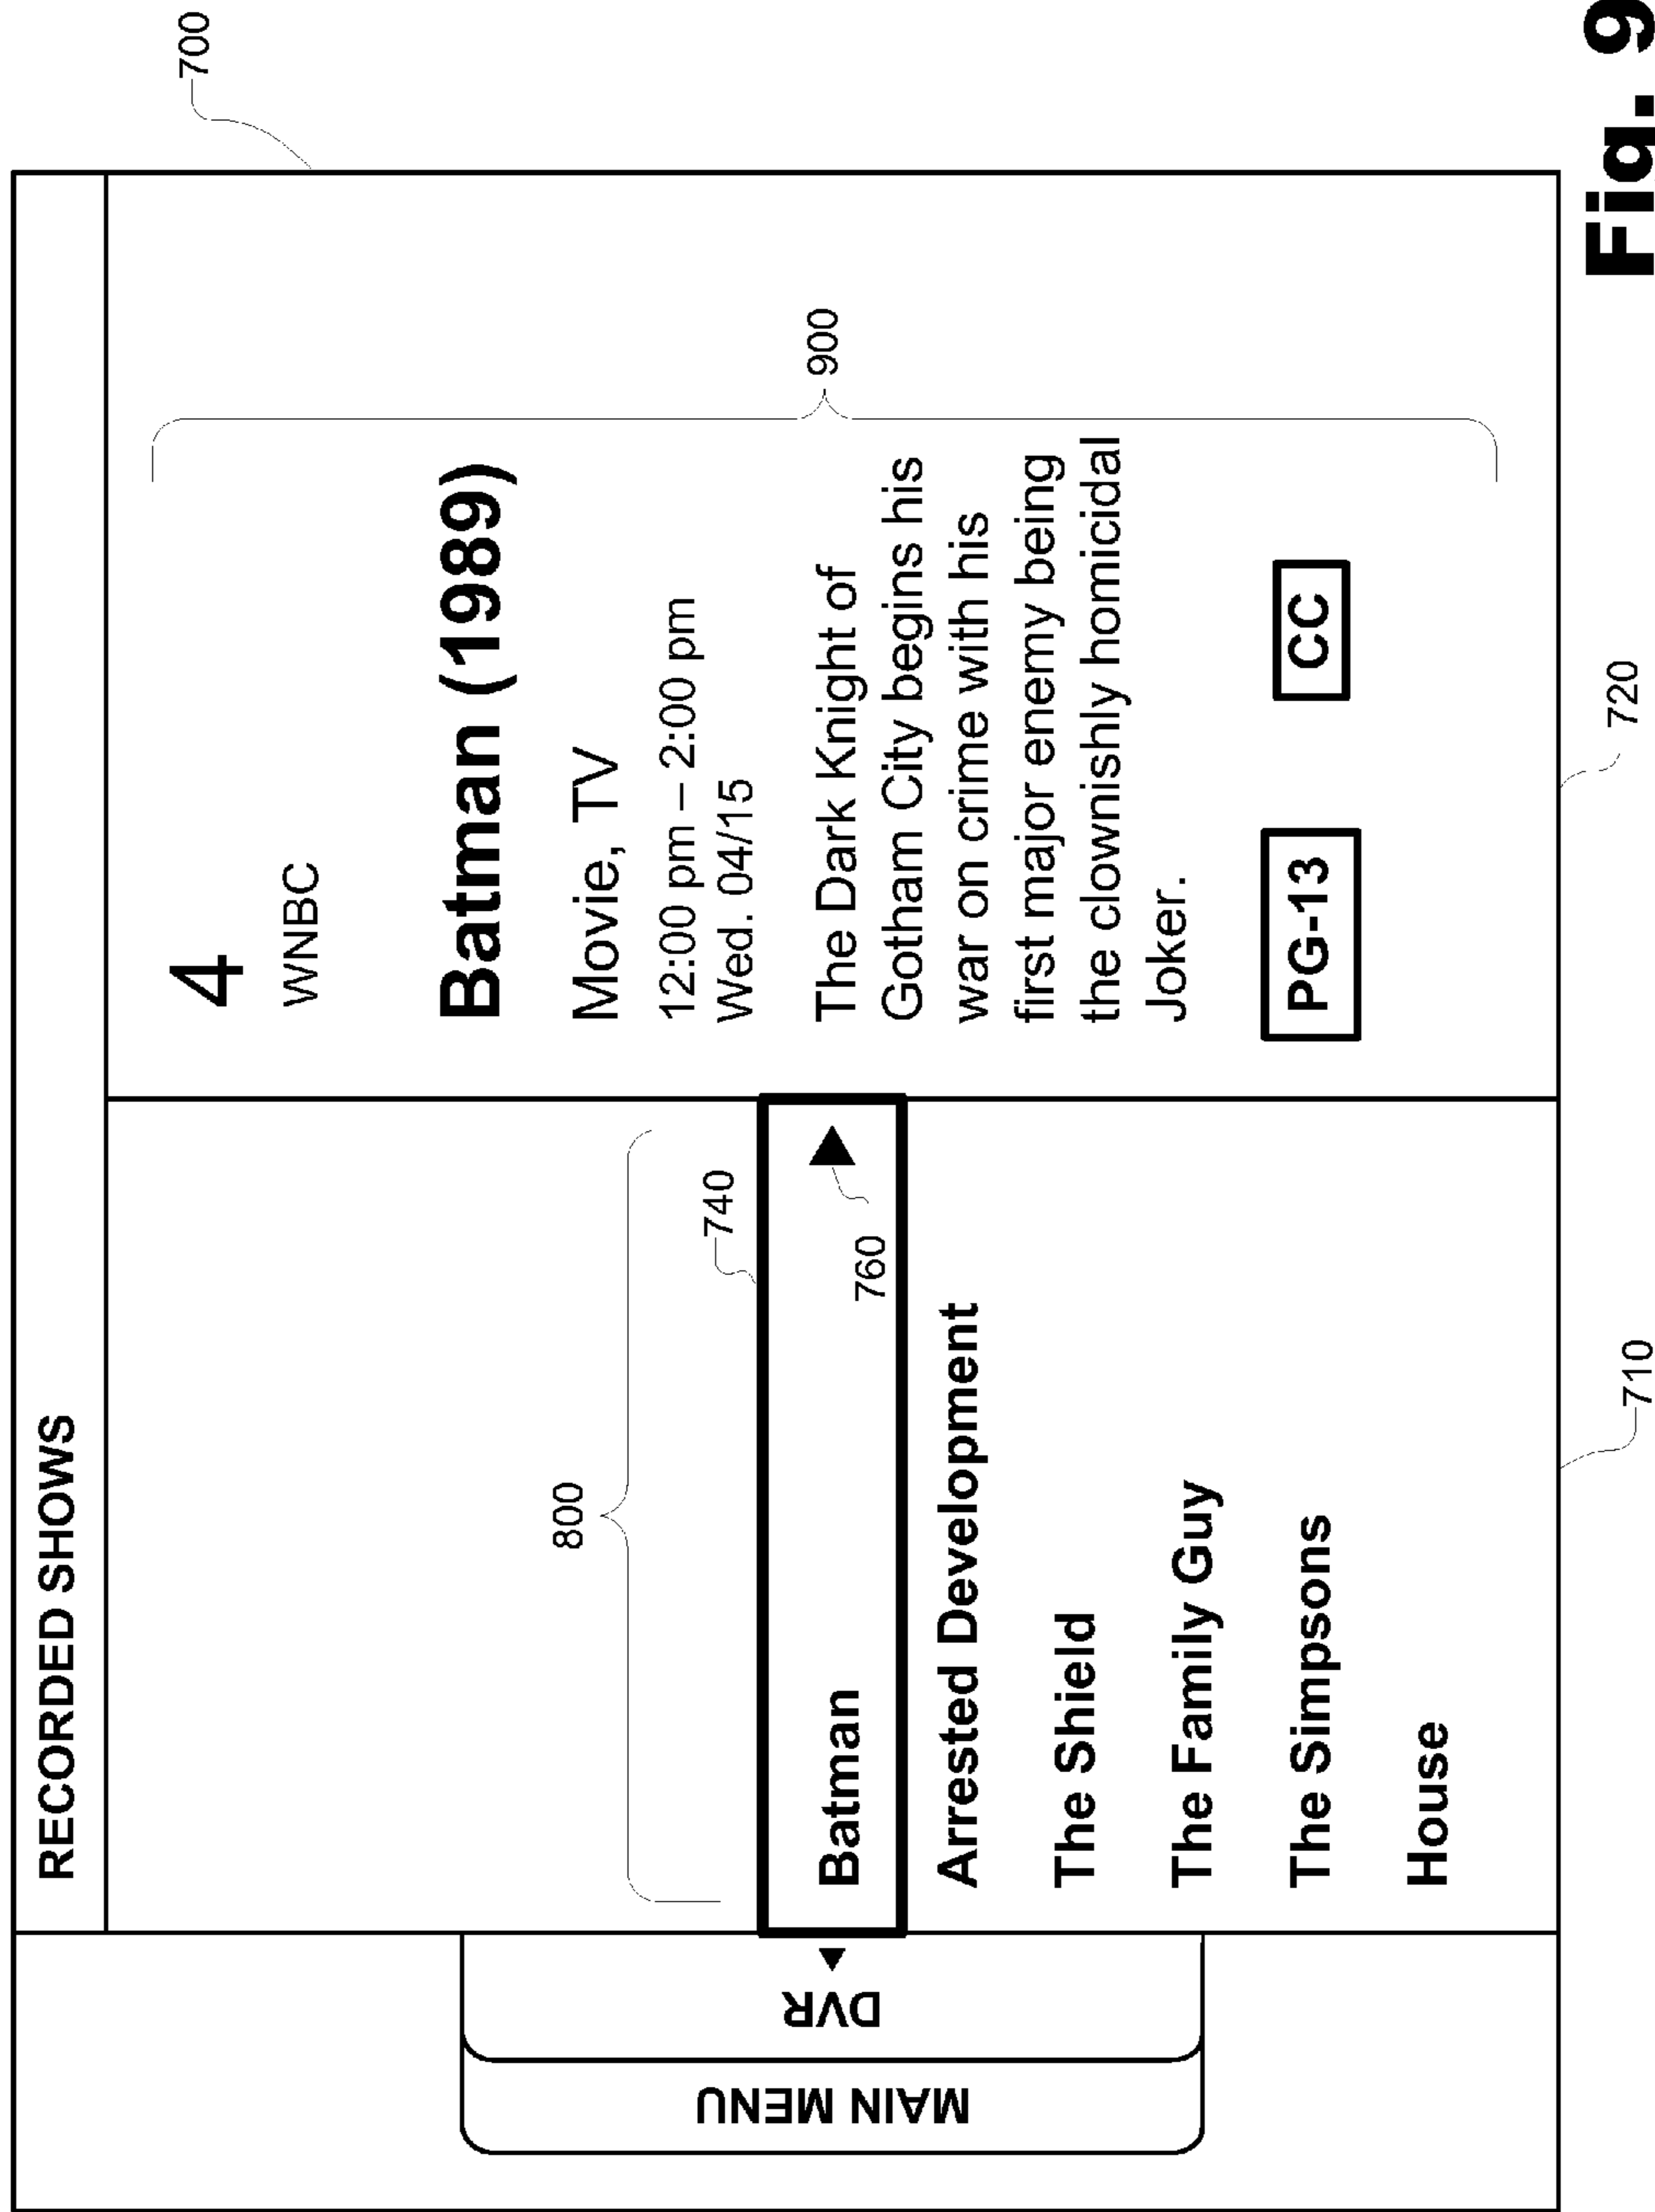 RECORDED SHOWS
700
MAIN MENU
DVR
800
740
Batman
760
Arrested Development
The Shield
The Family Guy
The Simpsons
House
4
WNBC
Batman (1989)
Movie, TV
12:00 pm – 2:00 pm
Wed. 04/15
The Dark Knight of
Gotham City begins his
war on crime with his
first major enemy being
the clownishly homicidal
Joker.
PG-13
CC
900
710
720
Fig. 9